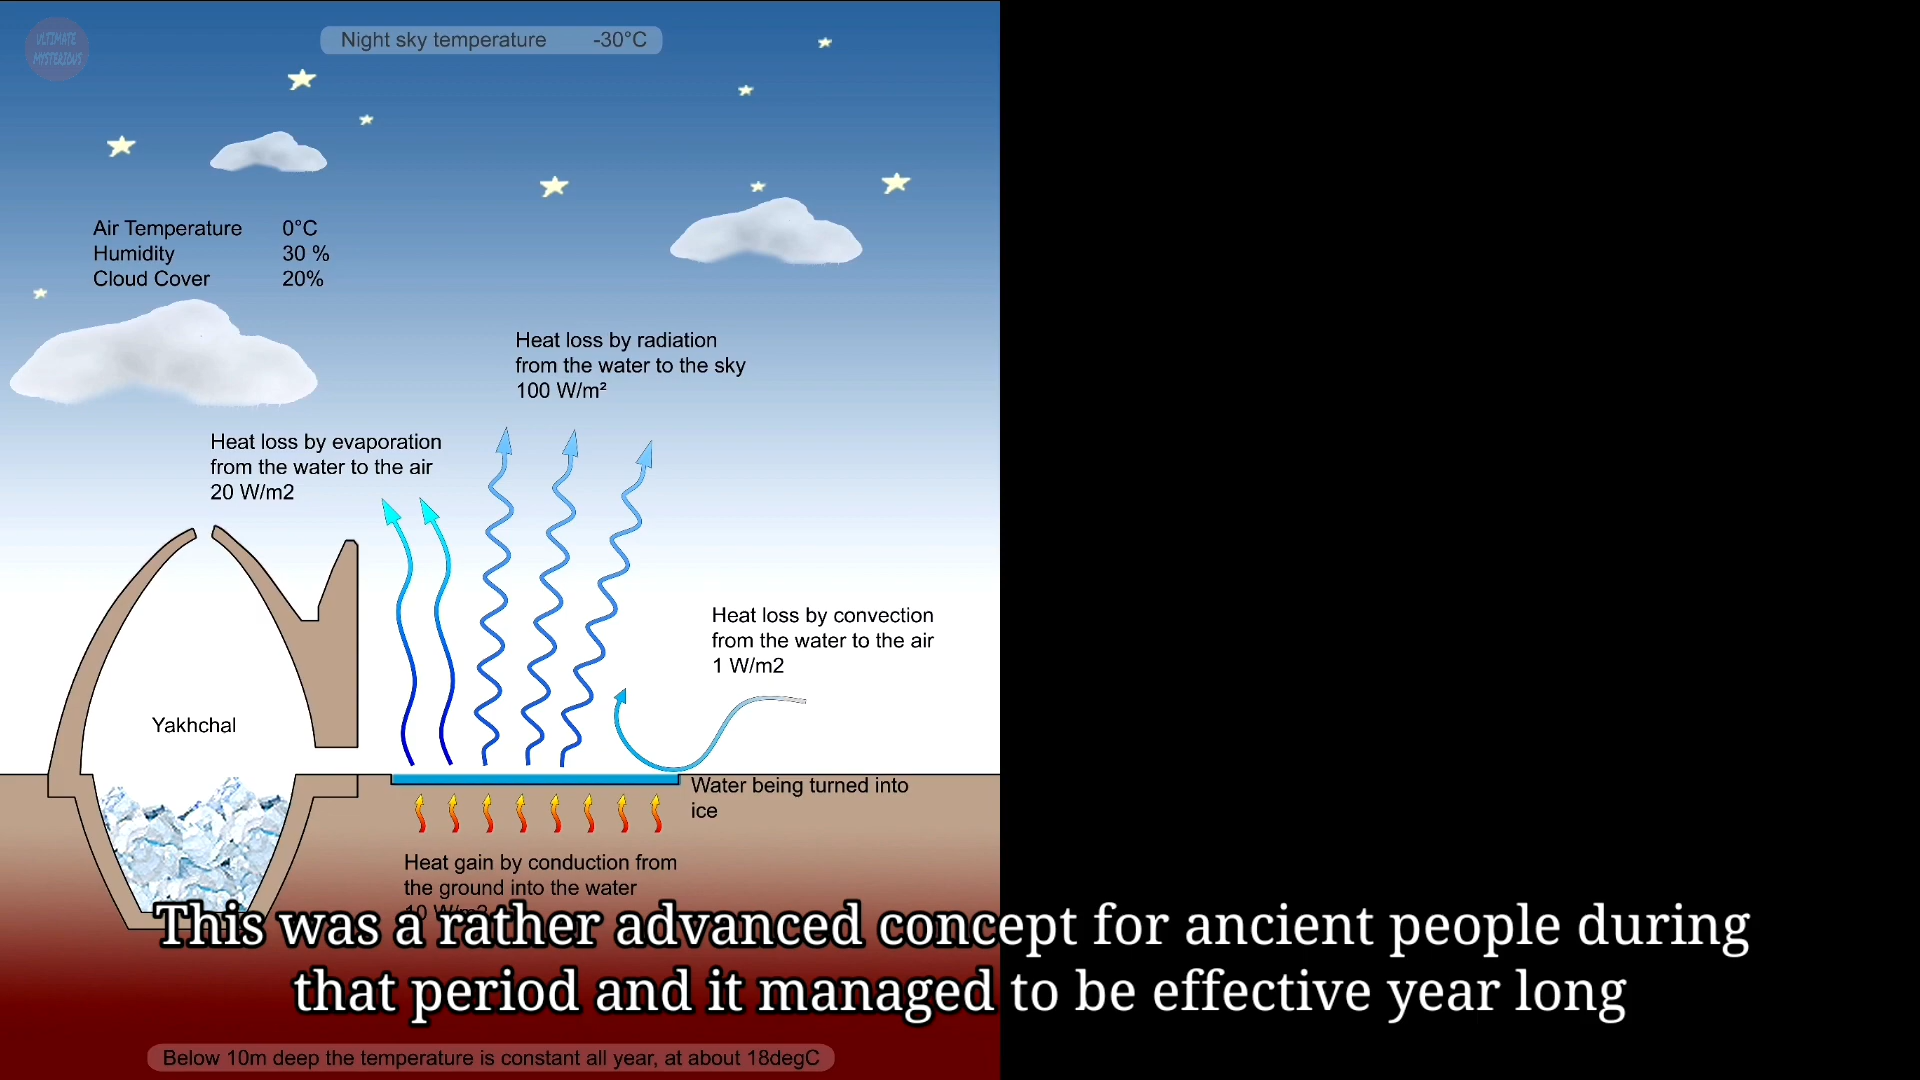 ULTIMATE
MYSTERIOUS
Night sky temperature -30°C
Air Temperature 0°C
Humidity 30 %
Cloud Cover 20%
Heat loss by radiation
from the water to the sky
100 W/m²
Heat loss by evaporation
from the water to the air
20 W/m2
Heat loss by convection
from the water to the air
1 W/m2
Yakhchal
Water being turned into
ice
Heat gain by conduction from
the ground into the water
10 W/m2
This was a rather advanced concept for ancient people during
that period and it managed to be effective year long
Below 10m deep the temperature is constant all year, at about 18degC